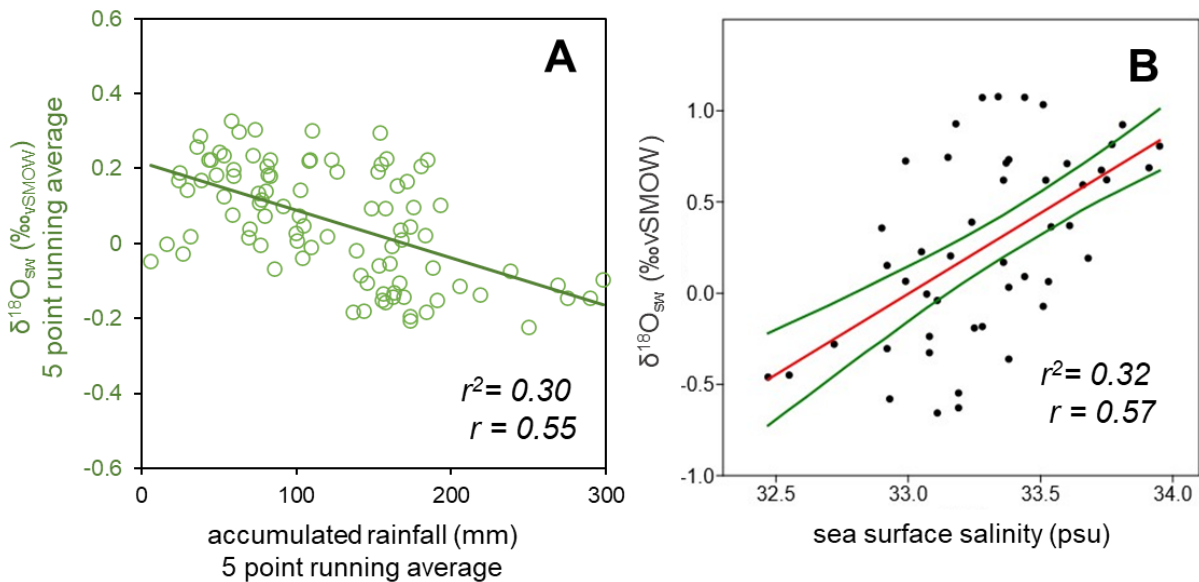 A
δ18Osw (‰vSMOW)
5 point running average
0.6
0.4
0.2
0
-0.2
-0.4
-0.6
r2= 0.30
r = 0.55
0 100 200 300
accumulated rainfall (mm)
5 point running average
B
δ18Osw (‰vSMOW)
1.0
0.5
0.0
-0.5
-1.0
r2= 0.32
r = 0.57
32.5 33.0 33.5 34.0
sea surface salinity (psu)